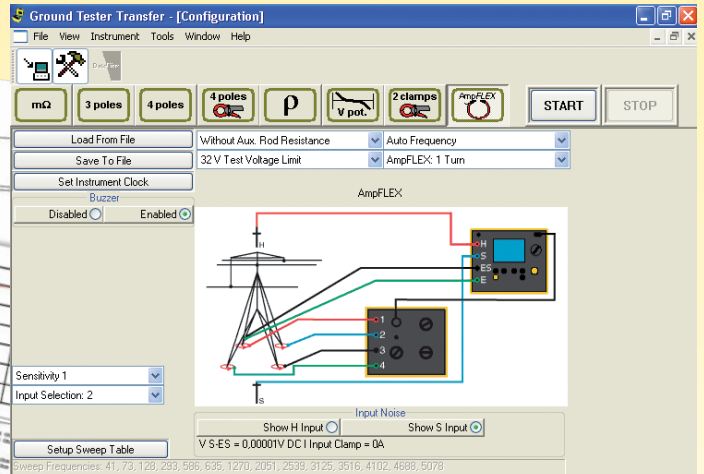 Ground Tester Transfer - [Configuration]
File View Instrument Tools Window Help
mΩ
3 poles
4 poles
4 poles
ρ
V pot.
2 clamps
AmpFLEX
START
STOP
Load From File
Without Aux. Rod Resistance
Auto Frequency
Save To File
32 V Test Voltage Limit
AmpFLEX: 1 Turn
Set Instrument Clock
AmpFLEX
Buzzer
Disabled
Enabled
H
H
S
ES
E
1
2
3
4
S
Sensitivity 1
Input Selection: 2
Input Noise
Show H Input
Show S Input
V S-ES = 0,00001V DC I Input Clamp = 0A
Setup Sweep Table
Sweep Frequencies: 41, 73, 128, 293, 586, 635, 1270, 2051, 2539, 3125, 3516, 4102, 4688, 5078